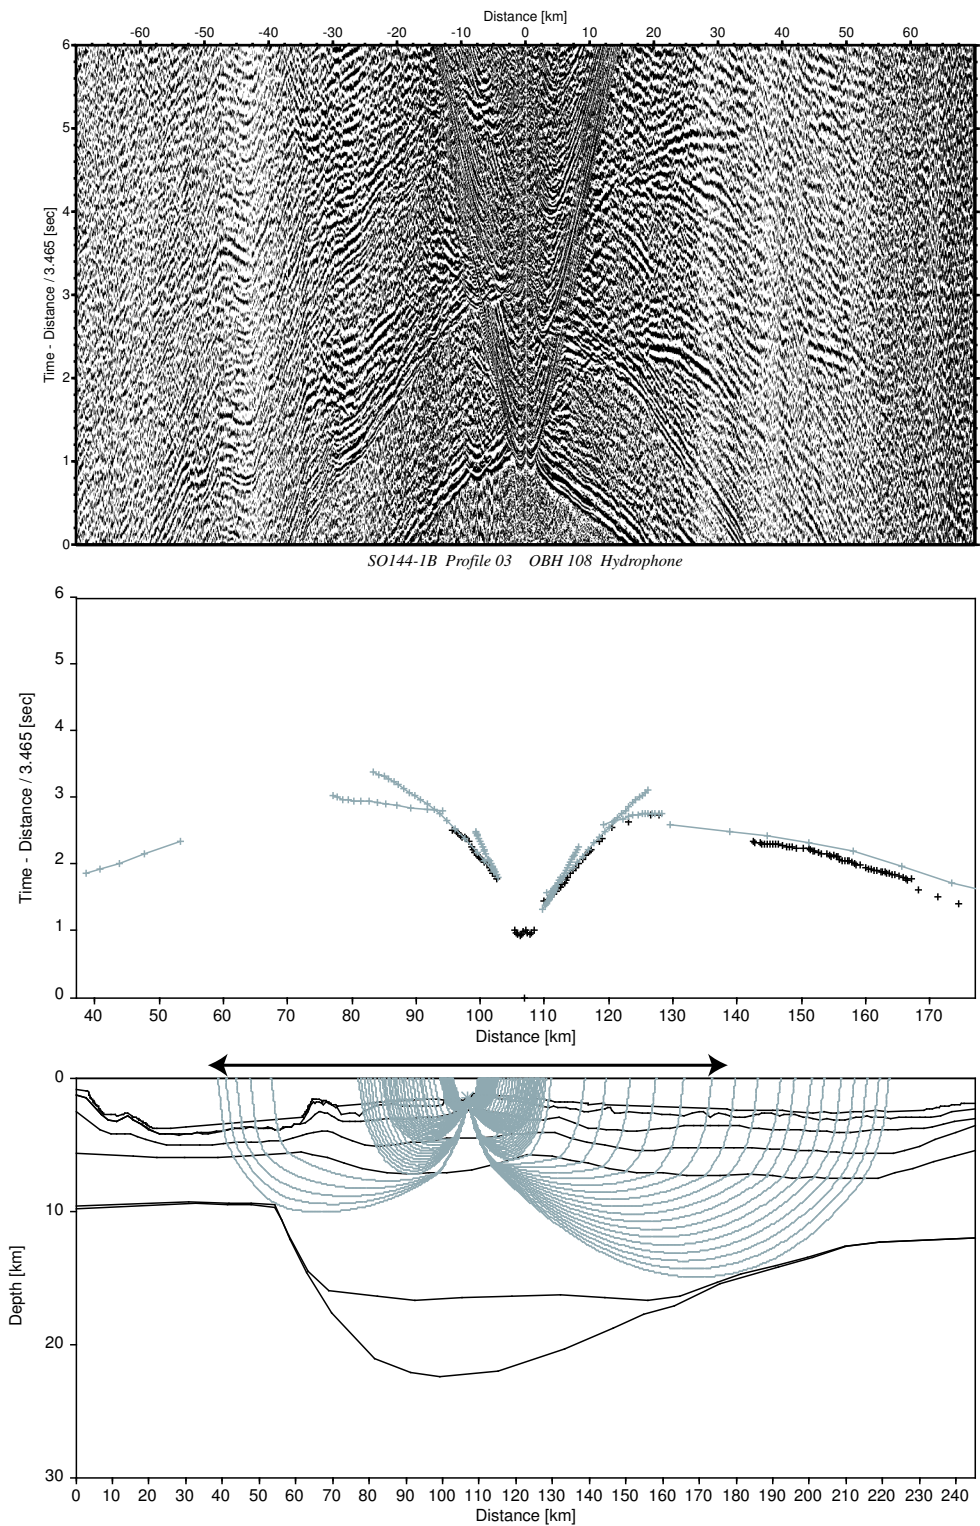 Distance [km]
-60 -50 -40 -30 -20 -10 0 10 20 30 40 50 60
6
5
4
3
2
1
0
Time - Distance / 3.465 [sec]
SO144-1B Profile 03 OBH 108 Hydrophone
6
5
4
3
2
1
0
Time - Distance / 3.465 [sec]
40 50 60 70 80 90 100 110 120 130 140 150 160 170
Distance [km]
0
10
20
30
Depth [km]
0 10 20 30 40 50 60 70 80 90 100 110 120 130 140 150 160 170 180 190 200 210 220 230 240
Distance [km]